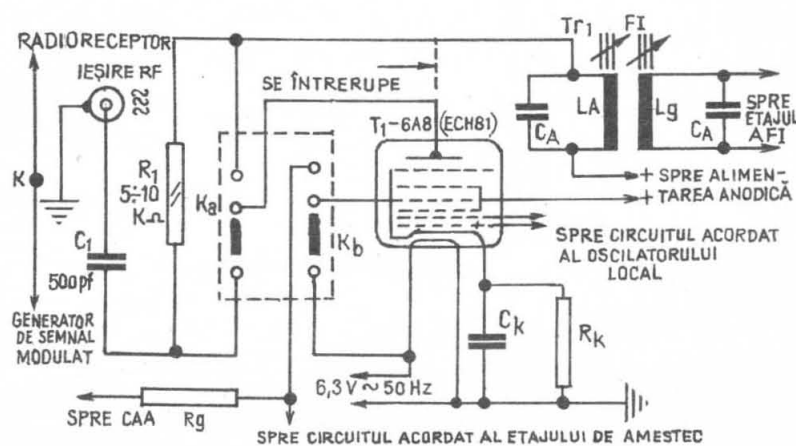 RADIORECEPTOR
IEŞIRE RF
SE ÎNTRERUPE
Tr₁ FI
T₁-6A8 (ECH81)
CA
LA
Lg
CA
SPRE
ETAJUL
AFI
+ SPRE ALIMEN-
+ TAREA ANODICĂ
K
R₁
5÷10
KΩ
Ka
Kb
SPRE CIRCUITUL ACORDAT
AL OSCILATORULUI
LOCAL
C₁
500pf
GENERATOR
DE SEMNAL
MODULAT
Ck
Rk
6,3V ~ 50 Hz
SPRE CAA
Rg
SPRE CIRCUITUL ACORDAT AL ETAJULUI DE AMESTEC